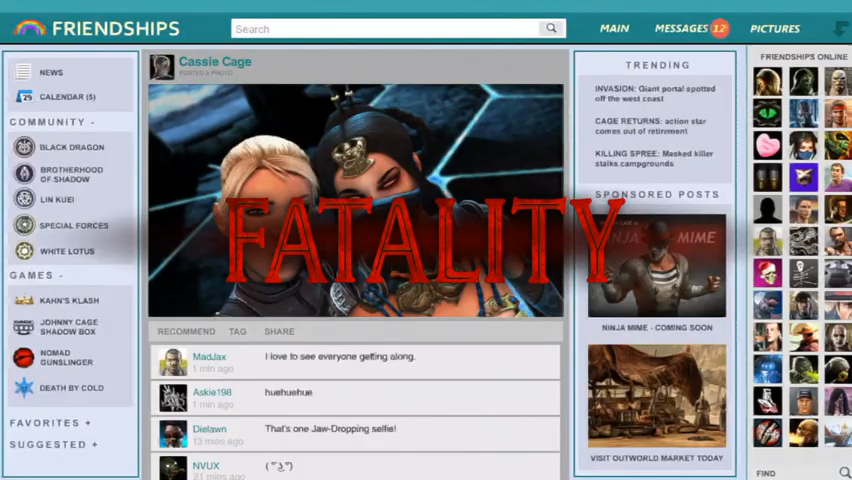 FRIENDSHIPS
Search
MAIN
MESSAGES 12
PICTURES
NEWS
29 CALENDAR (5)
COMMUNITY -
BLACK DRAGON
BROTHERHOOD
OF SHADOW
LIN KUEI
SPECIAL FORCES
WHITE LOTUS
GAMES -
KAHN'S KLASH
JOHNNY CAGE
SHADOW BOX
NOMAD
GUNSLINGER
DEATH BY COLD
FAVORITES +
SUGGESTED +
Cassie Cage
POSTED A PHOTO
FATALITY
RECOMMEND TAG SHARE
MadJax I love to see everyone getting along.
1 min ago
Askie198 huehuehue
1 min ago
Dielawn That's one Jaw-Dropping selfie!
13 mins ago
NVUX ( ͡° ͜ʖ ͡°)
21 mins ago
TRENDING
INVASION: Giant portal spotted
off the west coast
CAGE RETURNS: action star
comes out of retirement
KILLING SPREE: Masked killer
stalks campgrounds
SPONSORED POSTS
NINJA MIME
NINJA MIME - COMING SOON
VISIT OUTWORLD MARKET TODAY
FRIENDSHIPS ONLINE
FIND